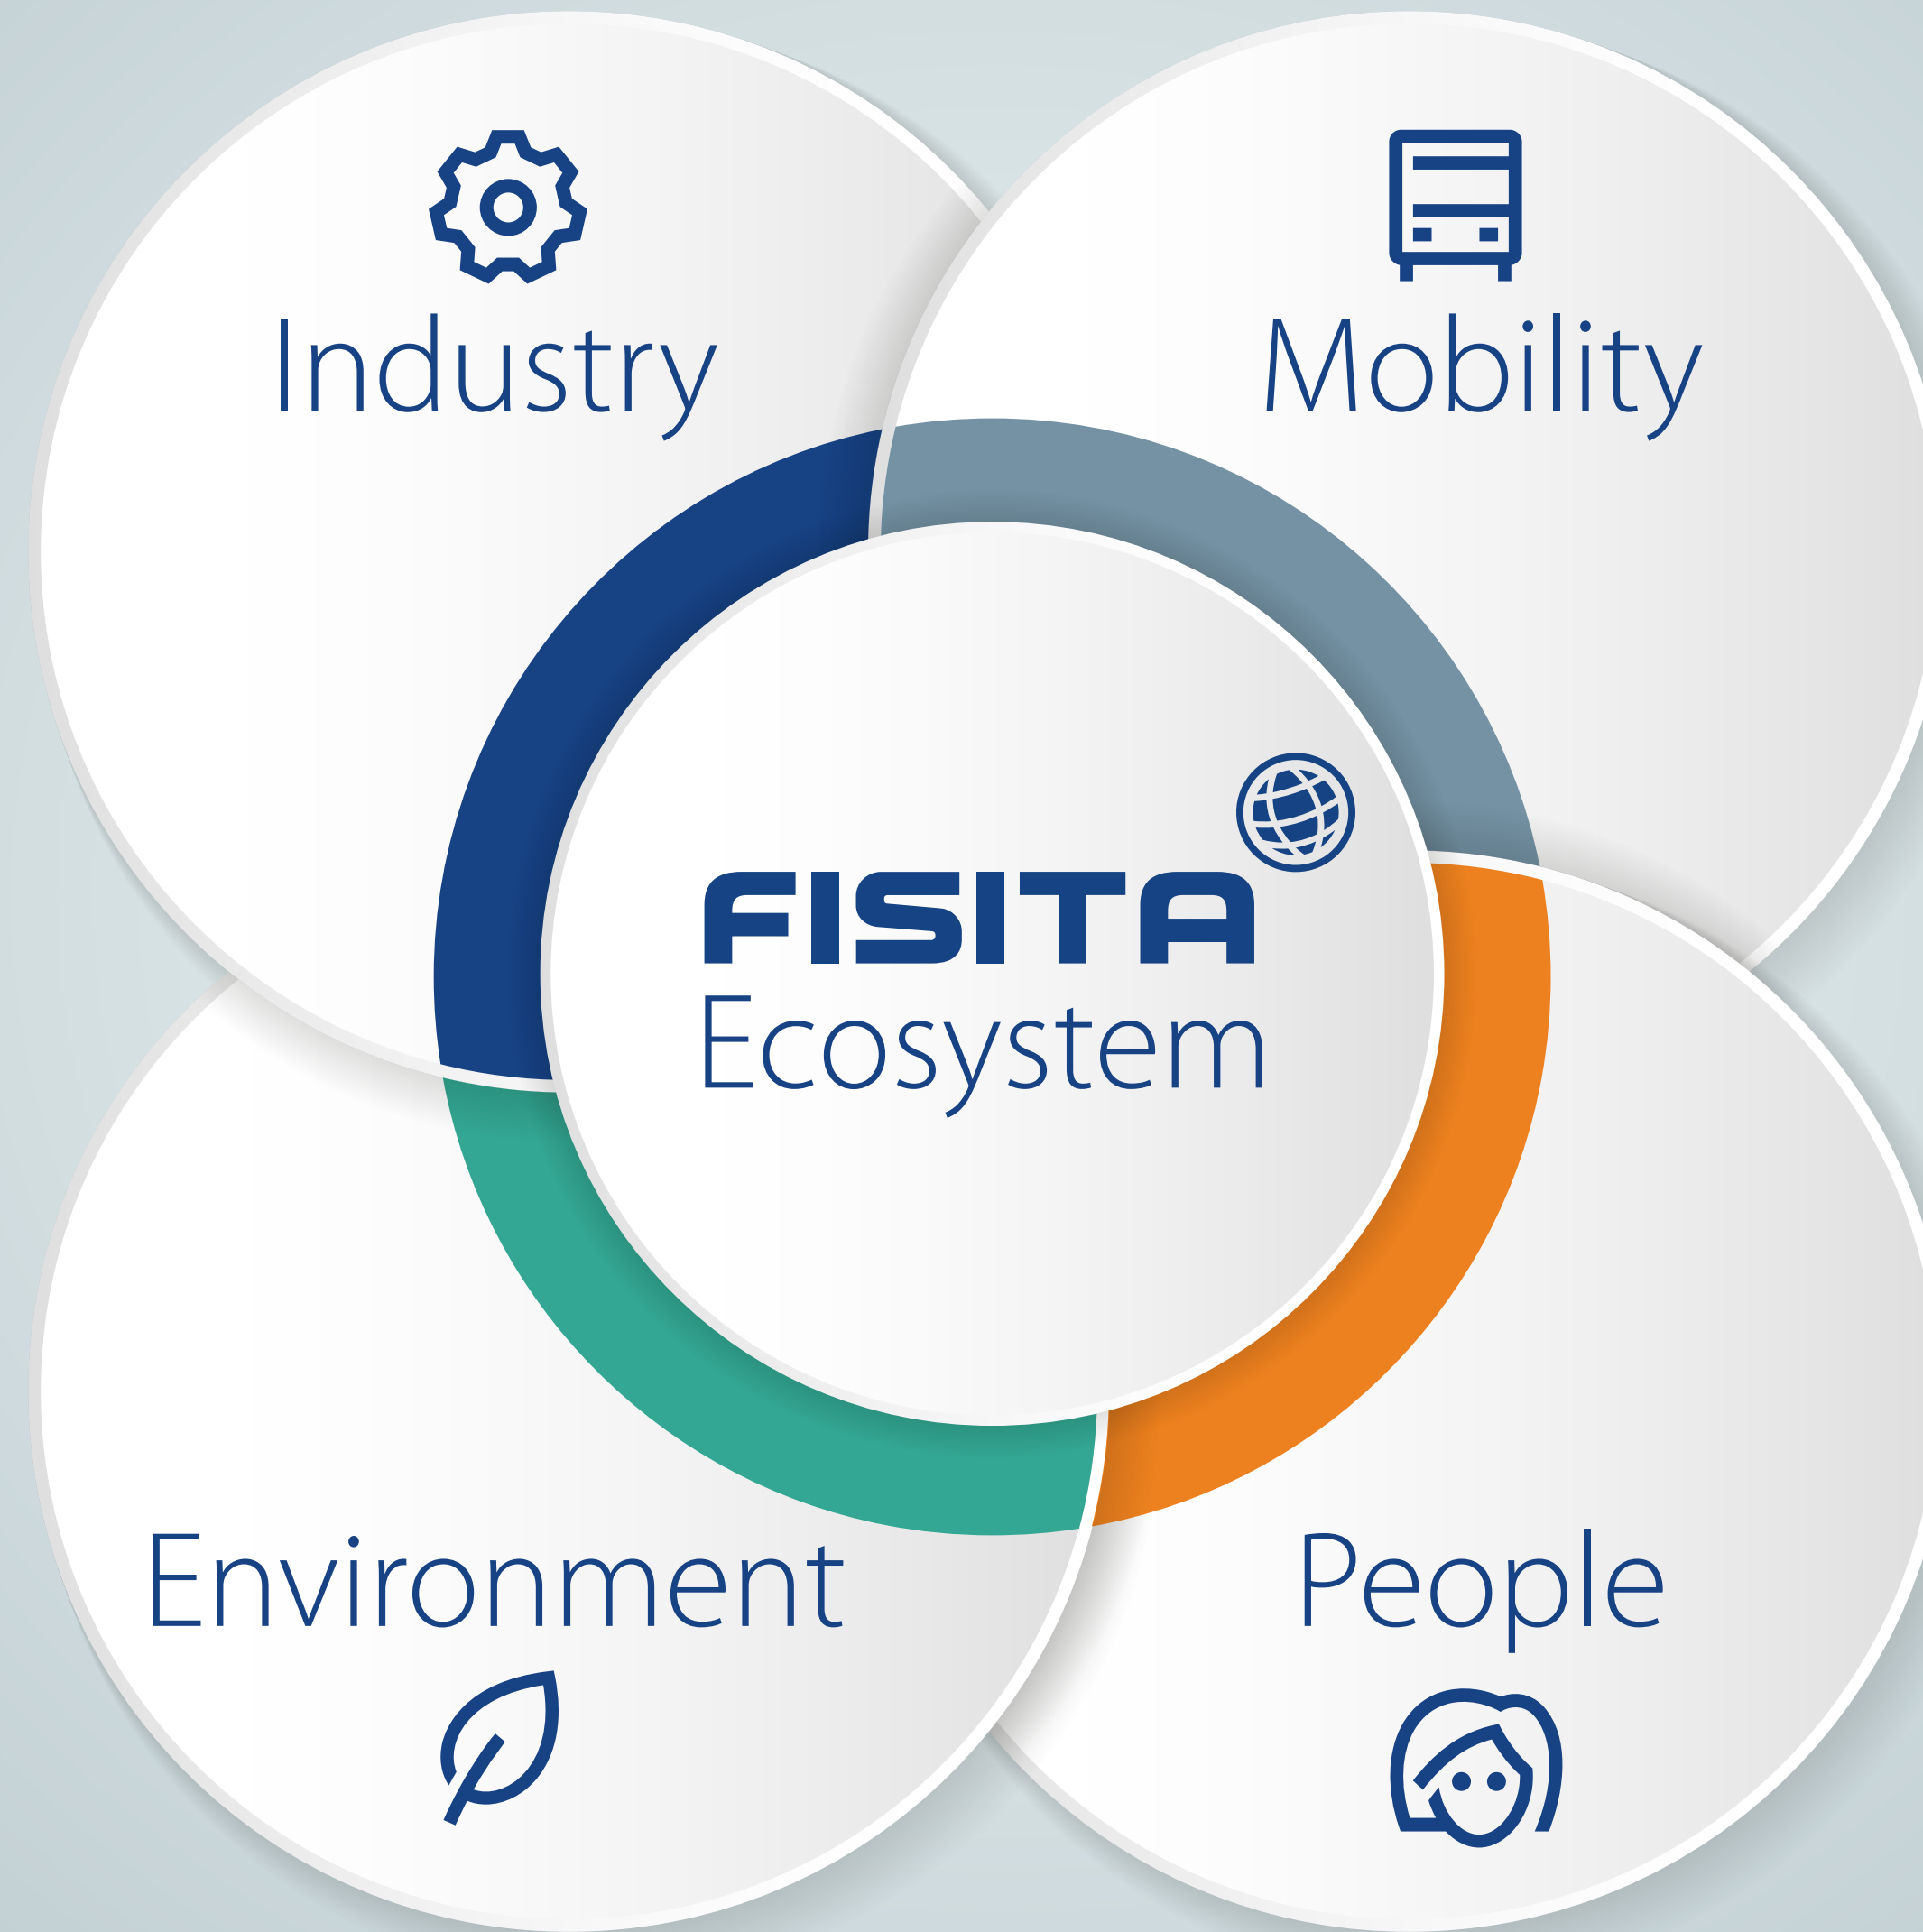 Industry
Mobility
FISITA
Ecosystem
Environment
People